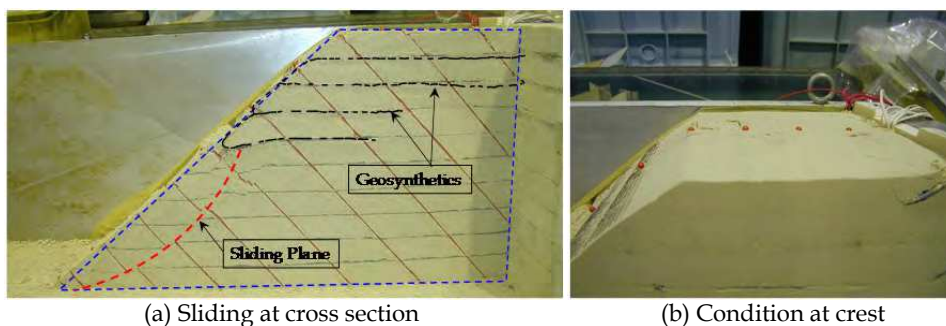 Geosynthetics
Sliding Plane
(a) Sliding at cross section
(b) Condition at crest